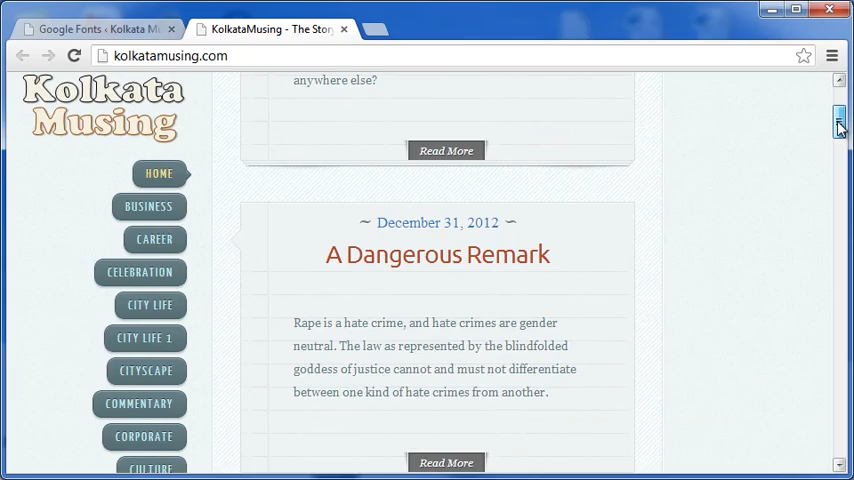 Google Fonts ‹ Kolkata Mu
KolkataMusing - The Stor
kolkatamusing.com
Kolkata
Musing
HOME
BUSINESS
CAREER
CELEBRATION
CITY LIFE
CITY LIFE 1
CITYSCAPE
COMMENTARY
CORPORATE
CULTURE
anywhere else?
Read More
~ December 31, 2012 ~
A Dangerous Remark
Rape is a hate crime, and hate crimes are gender
neutral. The law as represented by the blindfolded
goddess of justice cannot and must not differentiate
between one kind of hate crimes from another.
Read More